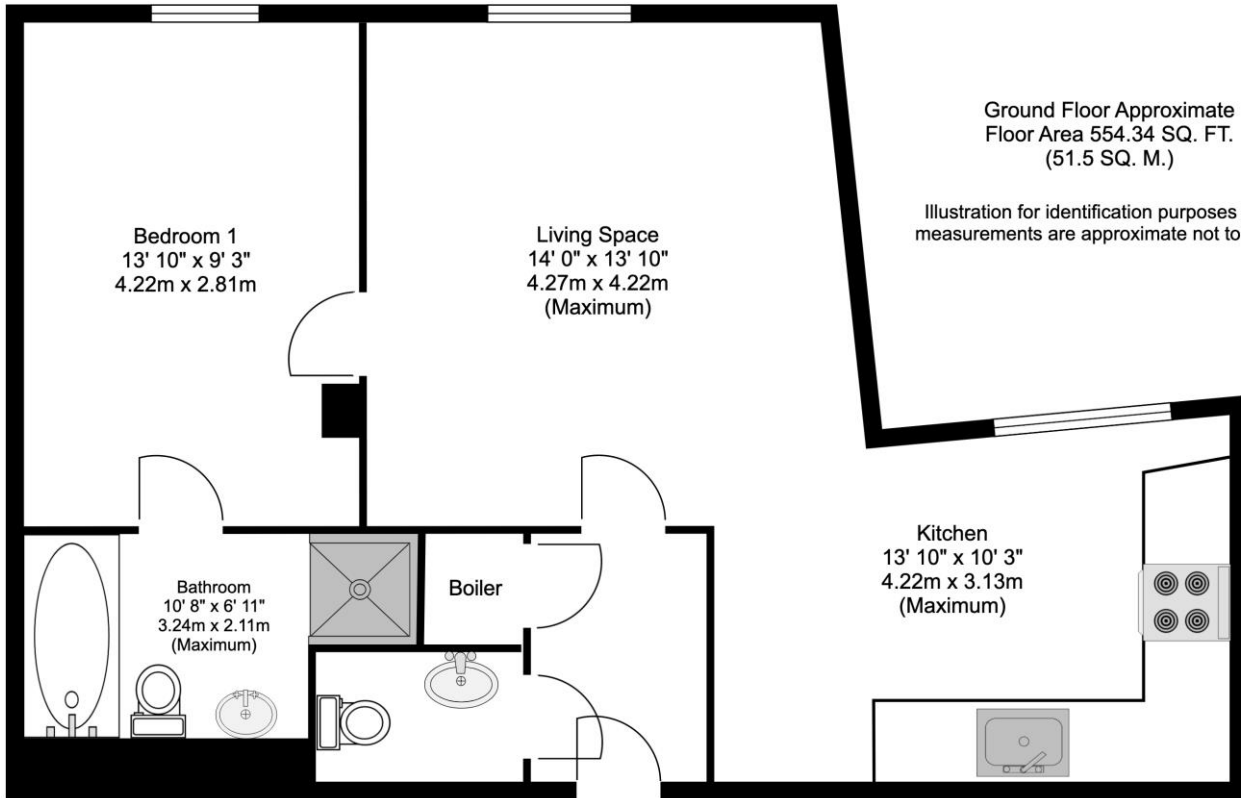 Ground Floor Approximate
Floor Area 554.34 SQ. FT.
(51.5 SQ. M.)
Illustration for identification purposes
measurements are approximate not to
Bedroom 1
13' 10" x 9' 3"
4.22m x 2.81m
Living Space
14' 0" x 13' 10"
4.27m x 4.22m
(Maximum)
Kitchen
13' 10" x 10' 3"
4.22m x 3.13m
(Maximum)
Bathroom
10' 8" x 6' 11"
3.24m x 2.11m
(Maximum)
Boiler